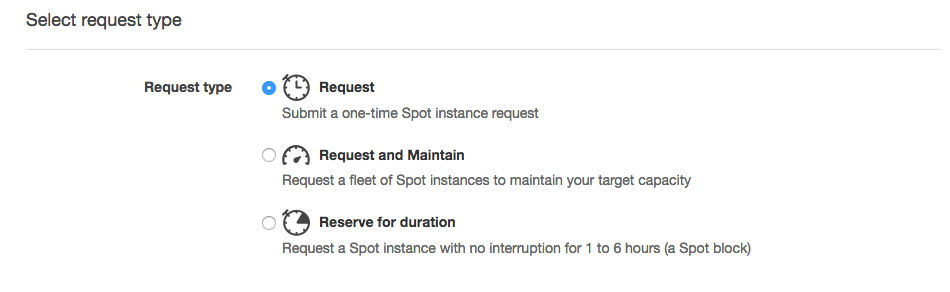 Select request type
Request type Request
Submit a one-time Spot instance request
Request and Maintain
Request a fleet of Spot instances to maintain your target capacity
Reserve for duration
Request a Spot instance with no interruption for 1 to 6 hours (a Spot block)